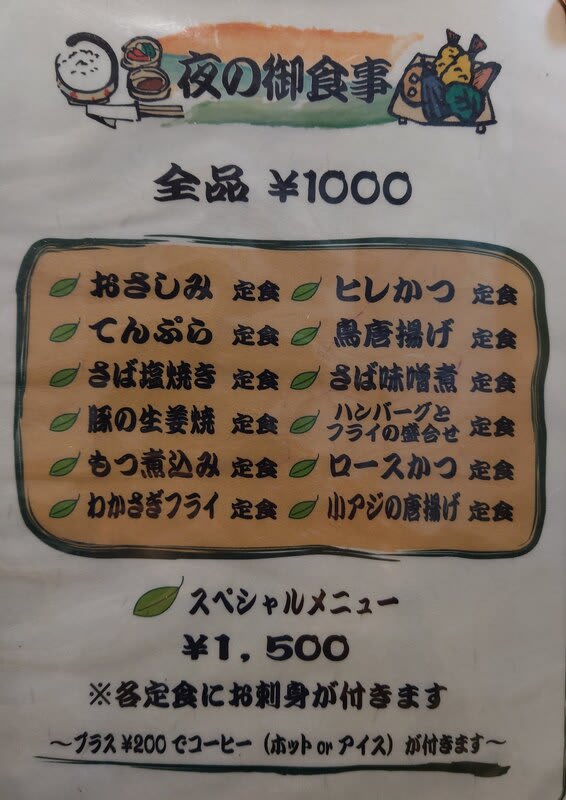 夜の御食事
全品 ¥1000
おさしみ 定食
てんぷら 定食
さば塩焼き 定食
豚の生姜焼 定食
もつ煮込み 定食
わかさぎフライ 定食
ヒレかつ 定食
鳥唐揚げ 定食
さば味噌煮 定食
ハンバーグと
フライの盛合せ 定食
ロースかつ 定食
小アジの唐揚げ 定食
スペシャルメニュー
¥1,500
※各定食にお刺身が付きます
～プラス ¥200 でコーヒー（ホット or アイス）が付きます～